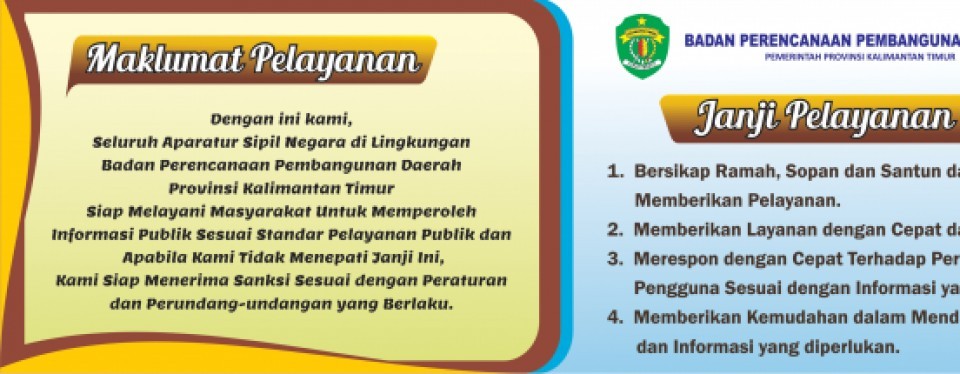 Maklumat Pelayanan
Dengan ini kami,
Seluruh Aparatur Sipil Negara di Lingkungan
Badan Perencanaan Pembangunan Daerah
Provinsi Kalimantan Timur
Siap Melayani Masyarakat Untuk Memperoleh
Informasi Publik Sesuai Standar Pelayanan Publik dan
Apabila Kami Tidak Menepati Janji Ini,
Kami Siap Menerima Sanksi Sesuai dengan Peraturan
dan Perundang-undangan yang Berlaku.
BADAN PERENCANAAN PEMBANGUNA
PEMERINTAH PROVINSI KALIMANTAN TIMUR
Janji Pelayanan
1. Bersikap Ramah, Sopan dan Santun da
Memberikan Pelayanan.
2. Memberikan Layanan dengan Cepat da
3. Merespon dengan Cepat Terhadap Per
Pengguna Sesuai dengan Informasi ya
4. Memberikan Kemudahan dalam Mend
dan Informasi yang diperlukan.